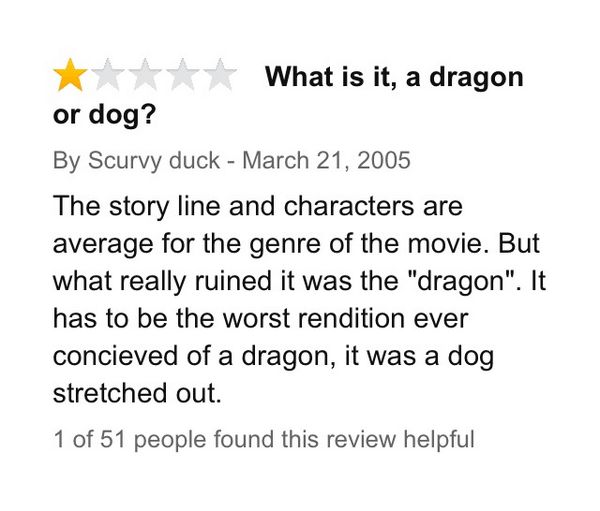 What is it, a dragon
or dog?
By Scurvy duck - March 21, 2005
The story line and characters are
average for the genre of the movie. But
what really ruined it was the "dragon". It
has to be the worst rendition ever
concieved of a dragon, it was a dog
stretched out.
1 of 51 people found this review helpful